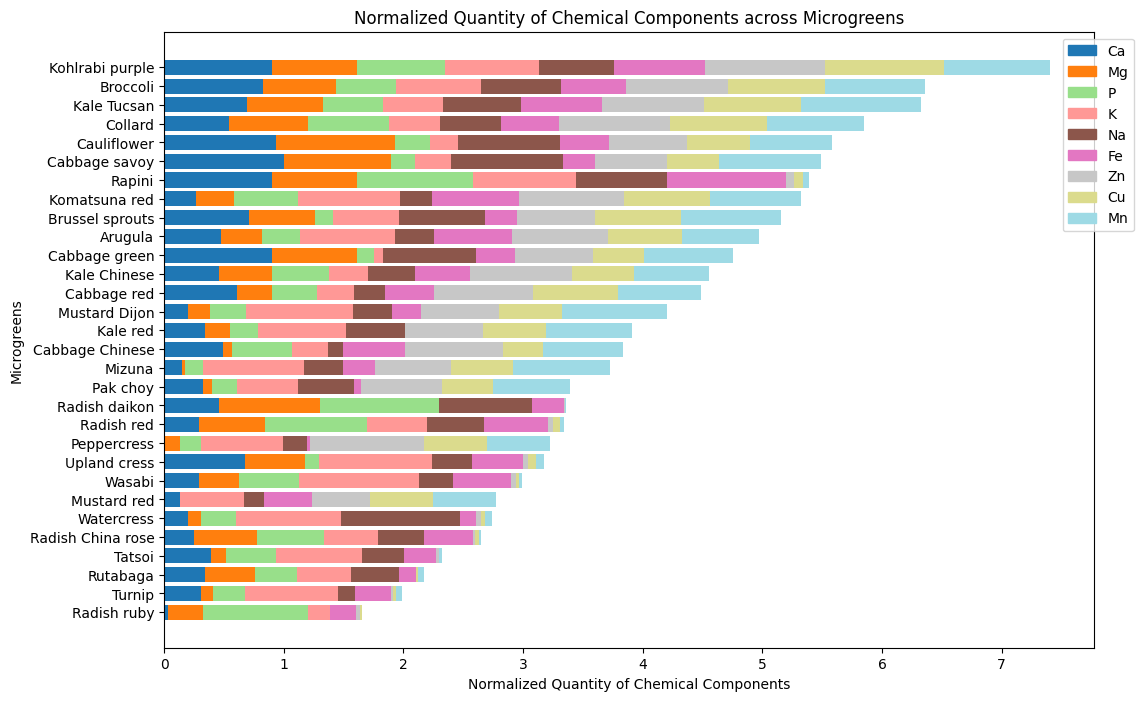 Normalized Quantity of Chemical Components across Microgreens
Microgreens
Kohlrabi purple
Broccoli
Kale Tucsan
Collard
Cauliflower
Cabbage savoy
Rapini
Komatsuna red
Brussel sprouts
Arugula
Cabbage green
Kale Chinese
Cabbage red
Mustard Dijon
Kale red
Cabbage Chinese
Mizuna
Pak choy
Radish daikon
Radish red
Peppercress
Upland cress
Wasabi
Mustard red
Watercress
Radish China rose
Tatsoi
Rutabaga
Turnip
Radish ruby
Ca
Mg
P
K
Na
Fe
Zn
Cu
Mn
0 1 2 3 4 5 6 7
Normalized Quantity of Chemical Components